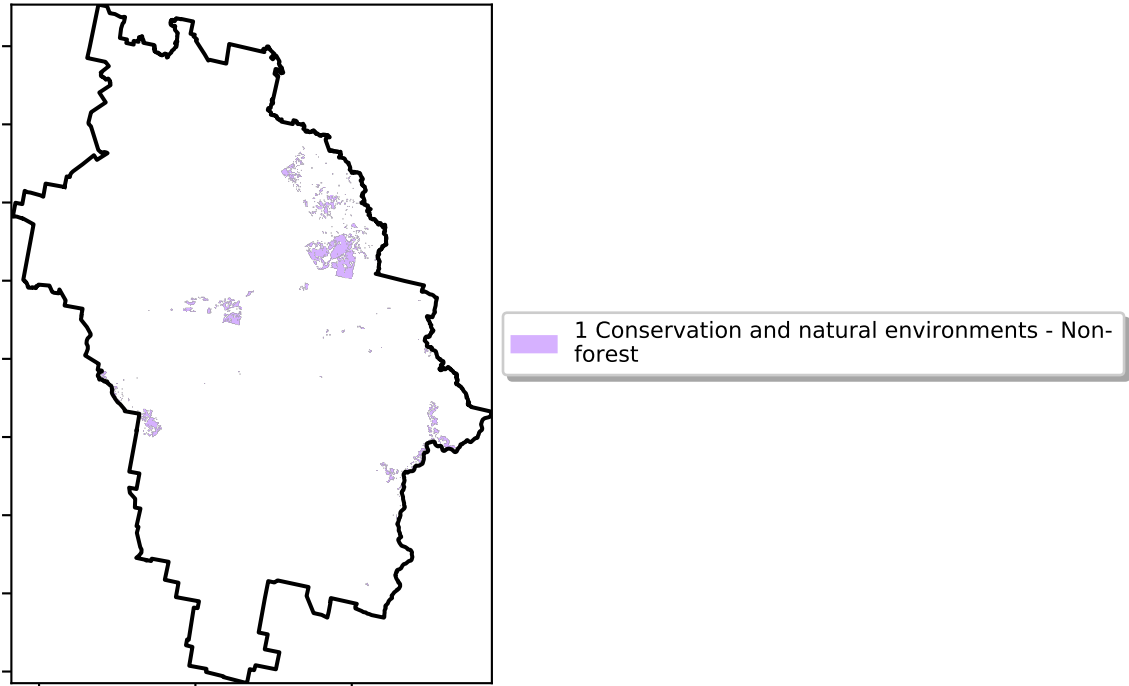 1 Conservation and natural environments - Non-
forest